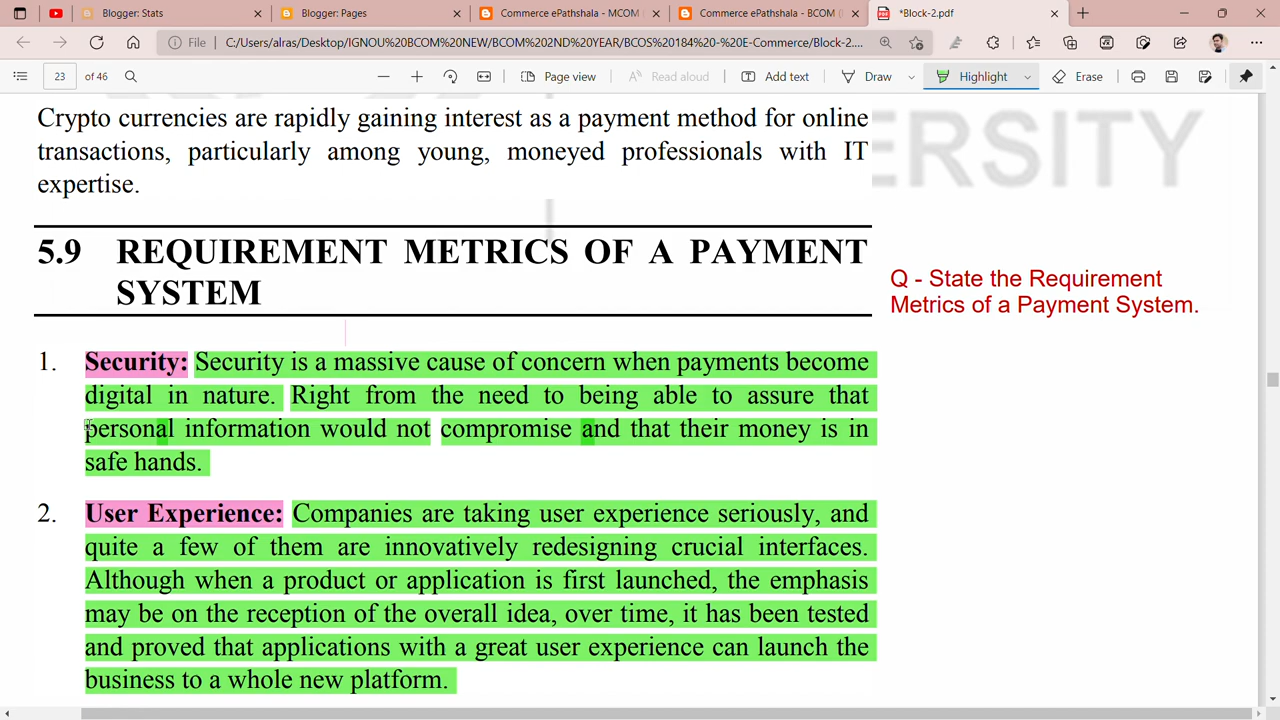 Blogger: Stats
Blogger: Pages
Commerce ePathshala - MCOM (
Commerce ePathshala - BCOM (
*Block-2.pdf
File
C:/Users/alras/Desktop/IGNOU%20BCOM%20NEW/BCOM%202ND%20YEAR/BCOS%20184%20-%20E-Commerce/Block-2....
23 of 46
Page view
Read aloud
Add text
Draw
Highlight
Erase
ERSITY
Crypto currencies are rapidly gaining interest as a payment method for online
transactions, particularly among young, moneyed professionals with IT
expertise.
5.9 REQUIREMENT METRICS OF A PAYMENT
SYSTEM
Q - State the Requirement
Metrics of a Payment System.
1. Security: Security is a massive cause of concern when payments become
digital in nature. Right from the need to being able to assure that
personal information would not compromise and that their money is in
safe hands.
2. User Experience: Companies are taking user experience seriously, and
quite a few of them are innovatively redesigning crucial interfaces.
Although when a product or application is first launched, the emphasis
may be on the reception of the overall idea, over time, it has been tested
and proved that applications with a great user experience can launch the
business to a whole new platform.